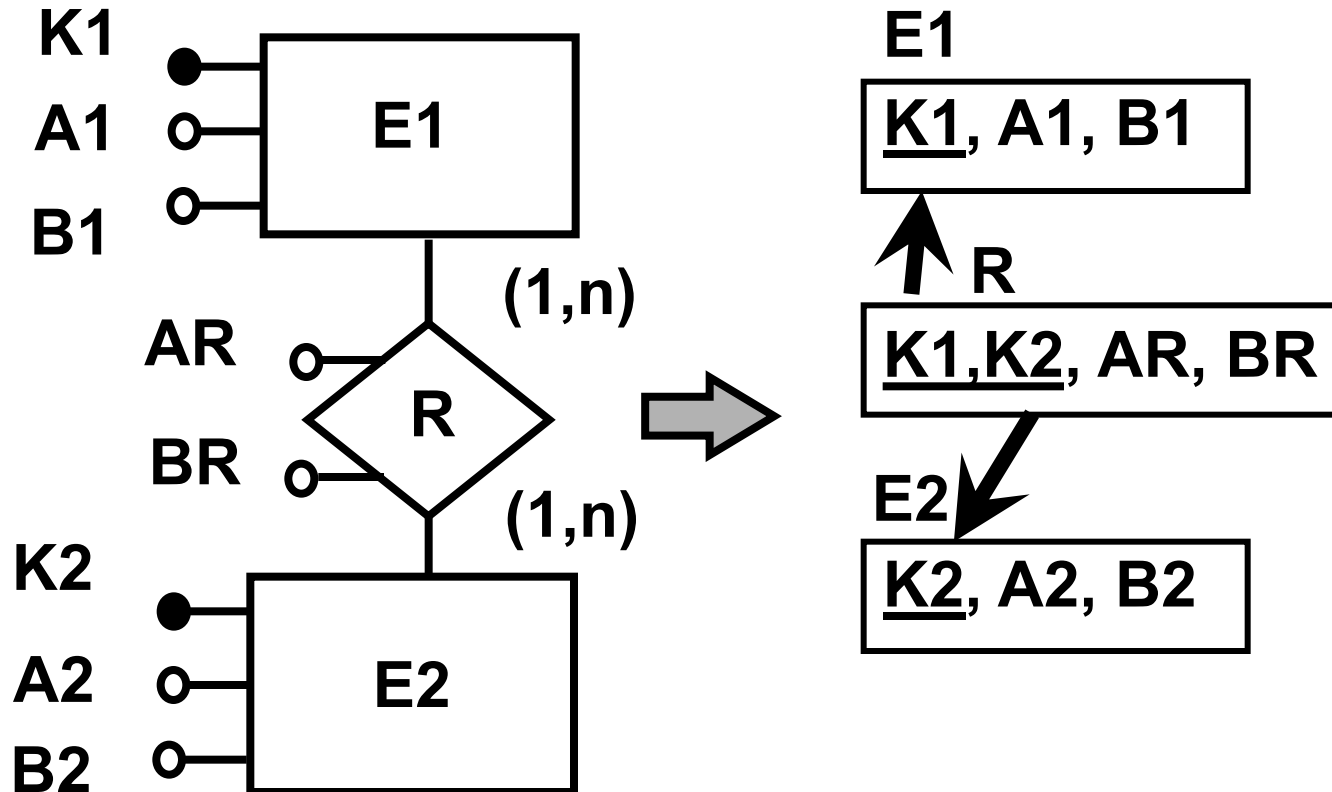 K1
A1
B1
E1
(1,n)
AR
BR
R
(1,n)
K2
A2
B2
E2
E1
K1, A1, B1
R
K1,K2, AR, BR
E2
K2, A2, B2